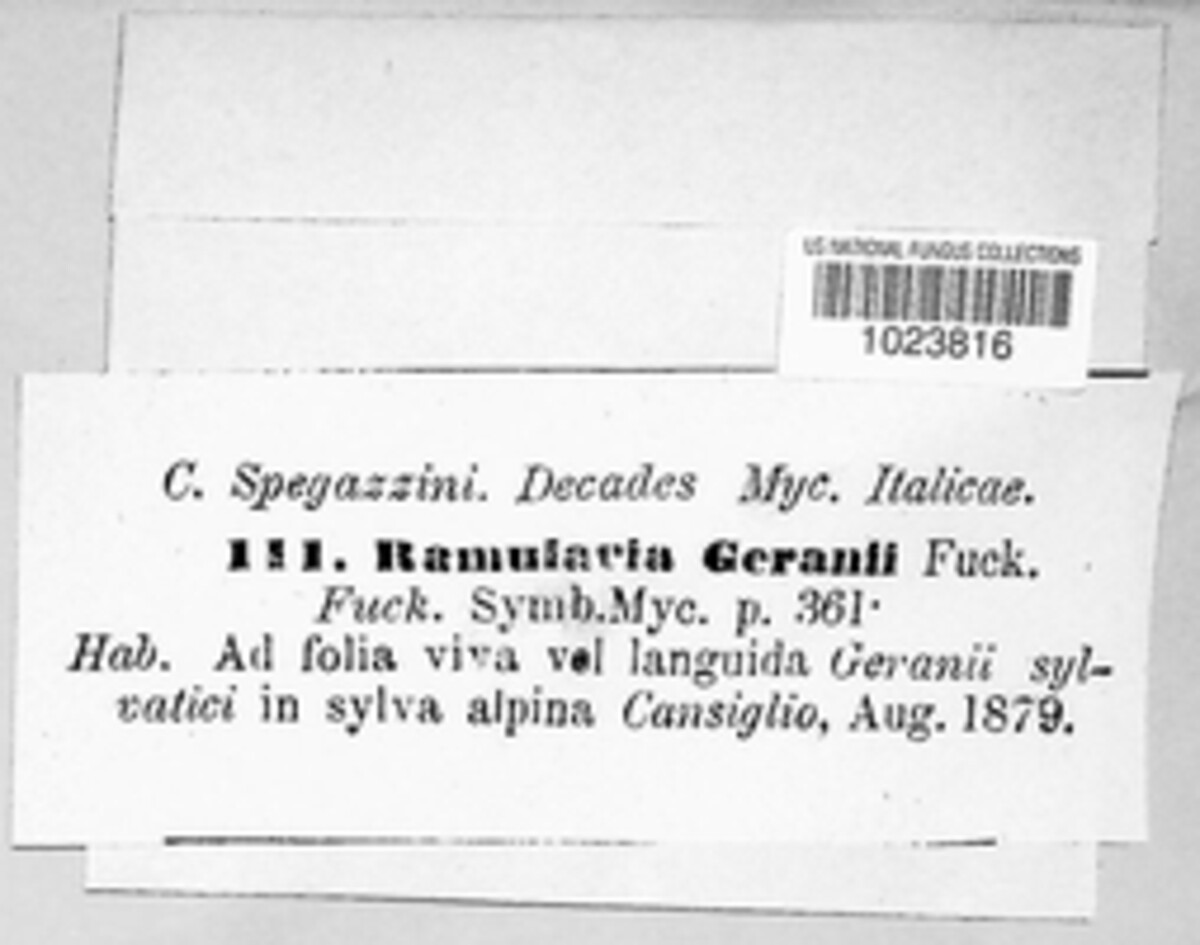 US NATIONAL FUNGUS COLLECTIONS
1023816
C. Spegazzini. Decades Myc. Italicae.
111. Ramularia Geranii Fuck.
Fuck. Symb. Myc. p. 361.
Hab. Ad folia viva vel languida Geranii syl-
vatici in sylva alpina Cansiglio, Aug. 1879.